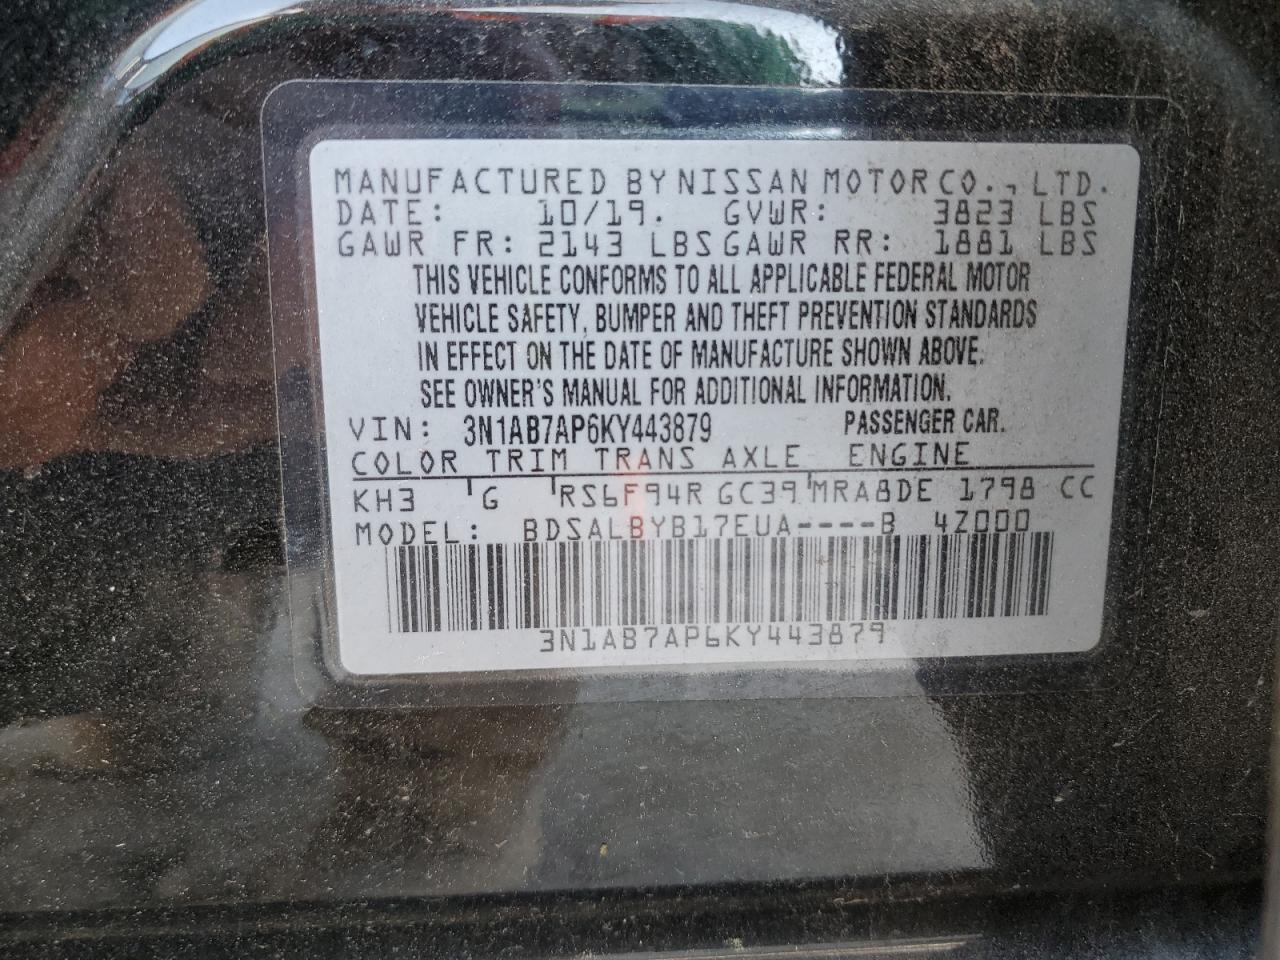 MANUFACTURED BY NISSAN MOTOR CO., LTD.
DATE: 10/19. GVWR: 3823 LBS
GAWR FR: 2143 LBS GAWR RR: 1881 LBS
THIS VEHICLE CONFORMS TO ALL APPLICABLE FEDERAL MOTOR
VEHICLE SAFETY, BUMPER AND THEFT PREVENTION STANDARDS
IN EFFECT ON THE DATE OF MANUFACTURE SHOWN ABOVE.
SEE OWNER'S MANUAL FOR ADDITIONAL INFORMATION.
VIN: 3N1AB7AP6KY443879 PASSENGER CAR.
COLOR TRIM TRANS AXLE ENGINE
KH3 G RS6F94R GC39 MRA8DE 1798 CC
MODEL: BDSALBYB17EUA----B 4Z000
3N1AB7AP6KY443879